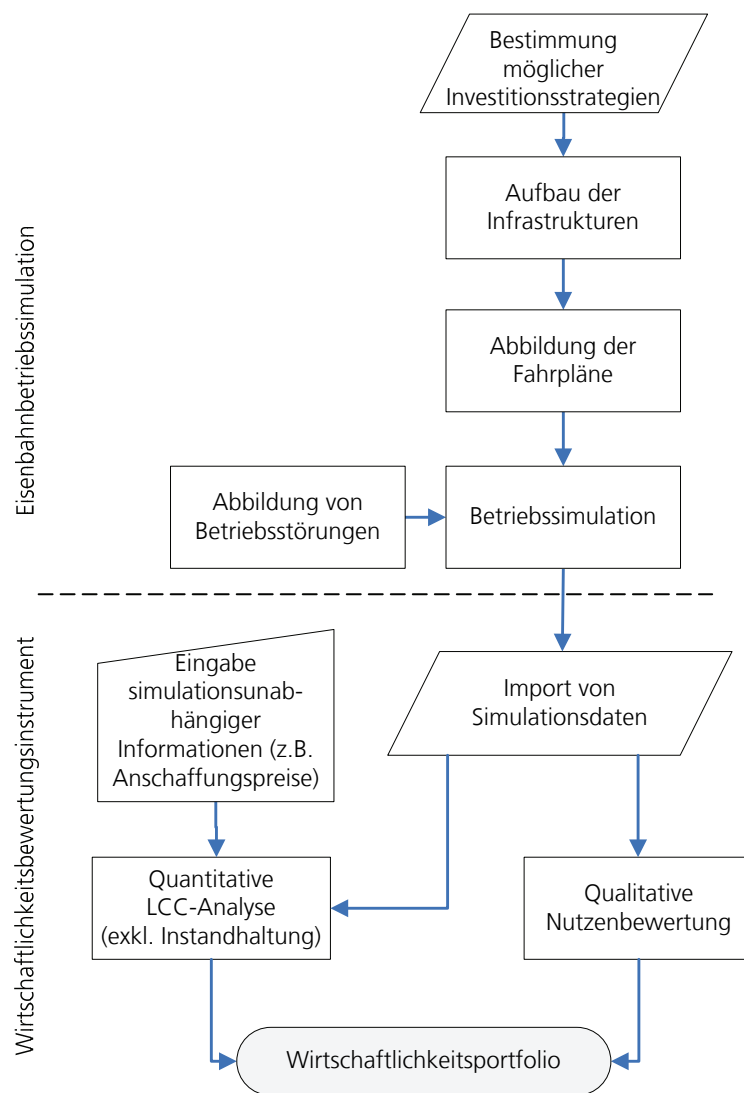 Bestimmung
möglicher
Investitionsstrategien
Aufbau der
Infrastrukturen
Abbildung der
Fahrpläne
Abbildung von
Betriebsstörungen
Betriebssimulation
Eisenbahnbetriebssimulation
Eingabe
simulationsunab-
hängiger
Informationen (z.B.
Anschaffungspreise)
Import von
Simulationsdaten
Quantitative
LCC-Analyse
(exkl. Instandhaltung)
Qualitative
Nutzenbewertung
Wirtschaftlichkeitsportfolio
Wirtschaftlichkeitsbewertungsinstrument